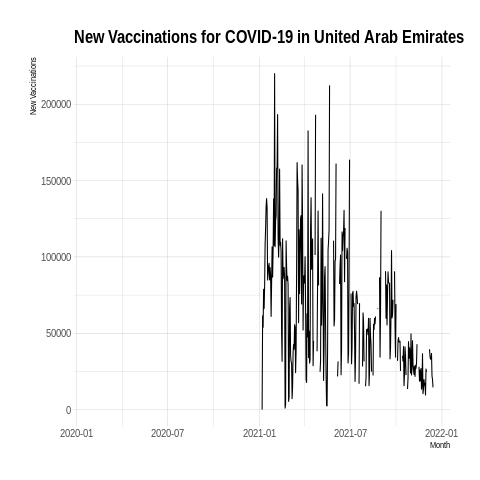 New Vaccinations for COVID-19 in United Arab Emirates
New Vaccinations
200000
150000
100000
50000
0
2020-01 2020-07 2021-01 2021-07 2022-01
Month